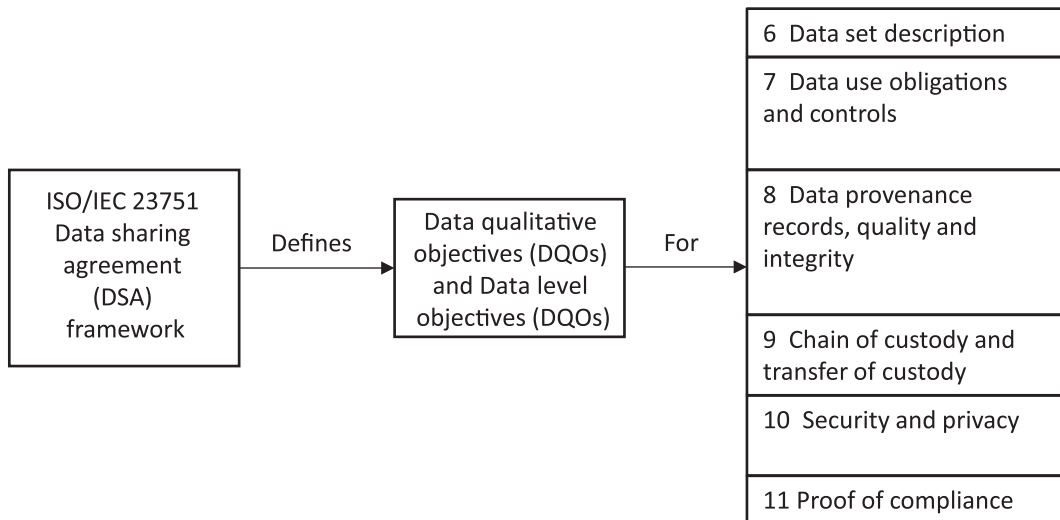 ISO/IEC 23751
Data sharing
agreement
(DSA)
framework
Defines
Data qualitative
objectives (DQOs)
and Data level
objectives (DQOs)
For
6 Data set description
7 Data use obligations
and controls
8 Data provenance
records, quality and
integrity
9 Chain of custody and
transfer of custody
10 Security and privacy
11 Proof of compliance